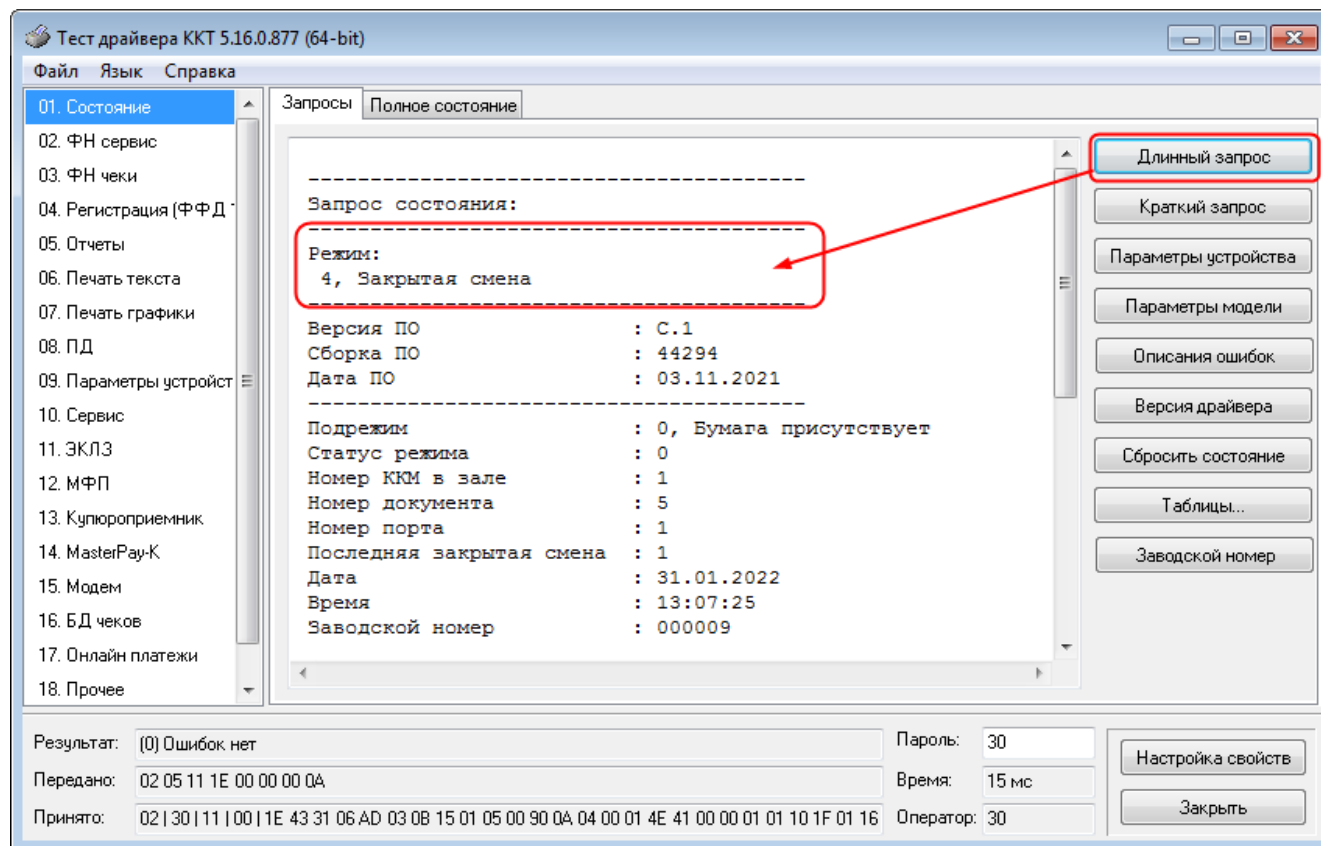 Тест драйвера ККТ 5.16.0.877 (64-bit)
Файл Язык Справка
01. Состояние
02. ФН сервис
03. ФН чеки
04. Регистрация (ФФД
05. Отчеты
06. Печать текста
07. Печать графики
08. ПД
09. Параметры устройст
10. Сервис
11. ЭКЛЗ
12. МФП
13. Купюроприемник
14. MasterPay-K
15. Модем
16. БД чеков
17. Онлайн платежи
18. Прочее
Запросы Полное состояние
----------------------------------------
Запрос состояния:
----------------------------------------
Режим:
4, Закрытая смена
----------------------------------------
Версия ПО : C.1
Сборка ПО : 44294
Дата ПО : 03.11.2021
----------------------------------------
Подрежим : 0, Бумага присутствует
Статус режима : 0
Номер ККМ в зале : 1
Номер документа : 5
Номер порта : 1
Последняя закрытая смена : 1
Дата : 31.01.2022
Время : 13:07:25
Заводской номер : 000009
Длинный запрос
Краткий запрос
Параметры устройства
Параметры модели
Описания ошибок
Версия драйвера
Сбросить состояние
Таблицы...
Заводской номер
Результат: (0) Ошибок нет
Передано: 02 05 11 1E 00 00 00 0A
Принято: 02 | 30 | 11 | 00 | 1E 43 31 06 AD 03 0B 15 01 05 00 90 0A 04 00 01 4E 41 00 00 01 01 10 1F 01 16
Пароль: 30
Время: 15 мс
Оператор: 30
Настройка свойств
Закрыть